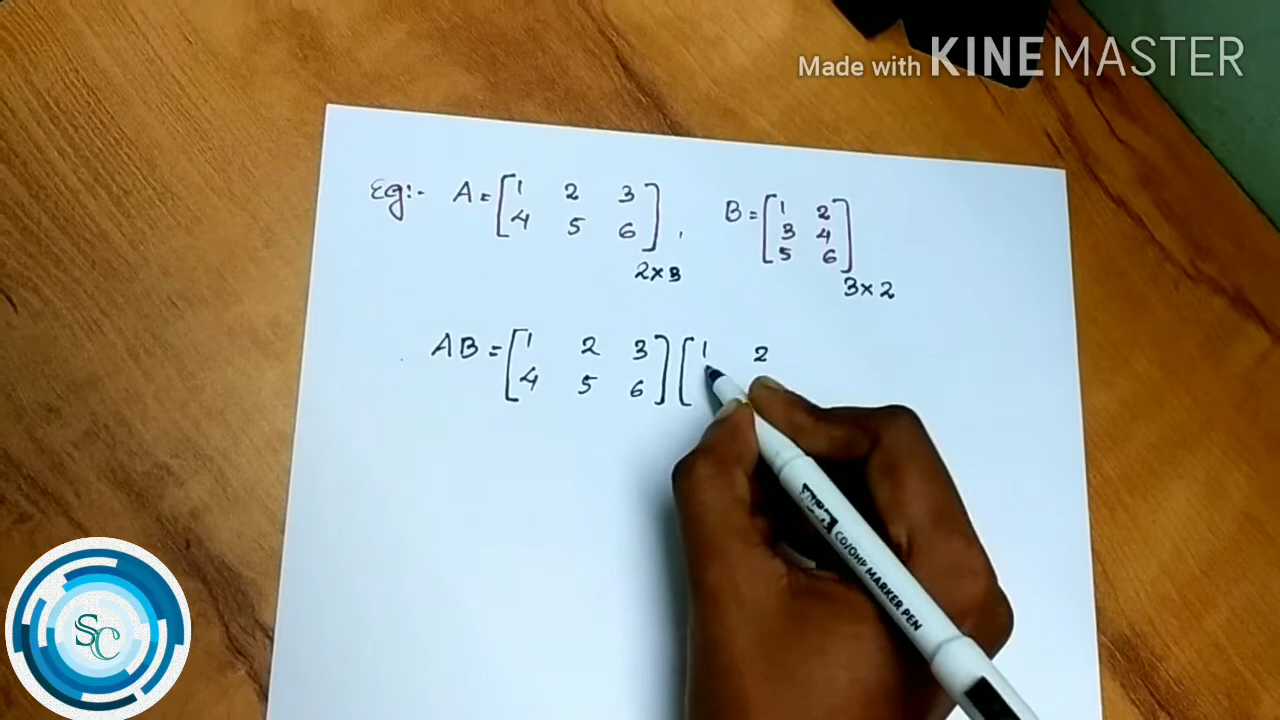 Made with KINEMASTER
Eg:- A = [1 2 3
4 5 6] 2×3 , B = [1 2
3 4
5 6] 3×2
AB = [1 2 3
4 5 6] [1 2
CD/OHP MARKER PEN
SC